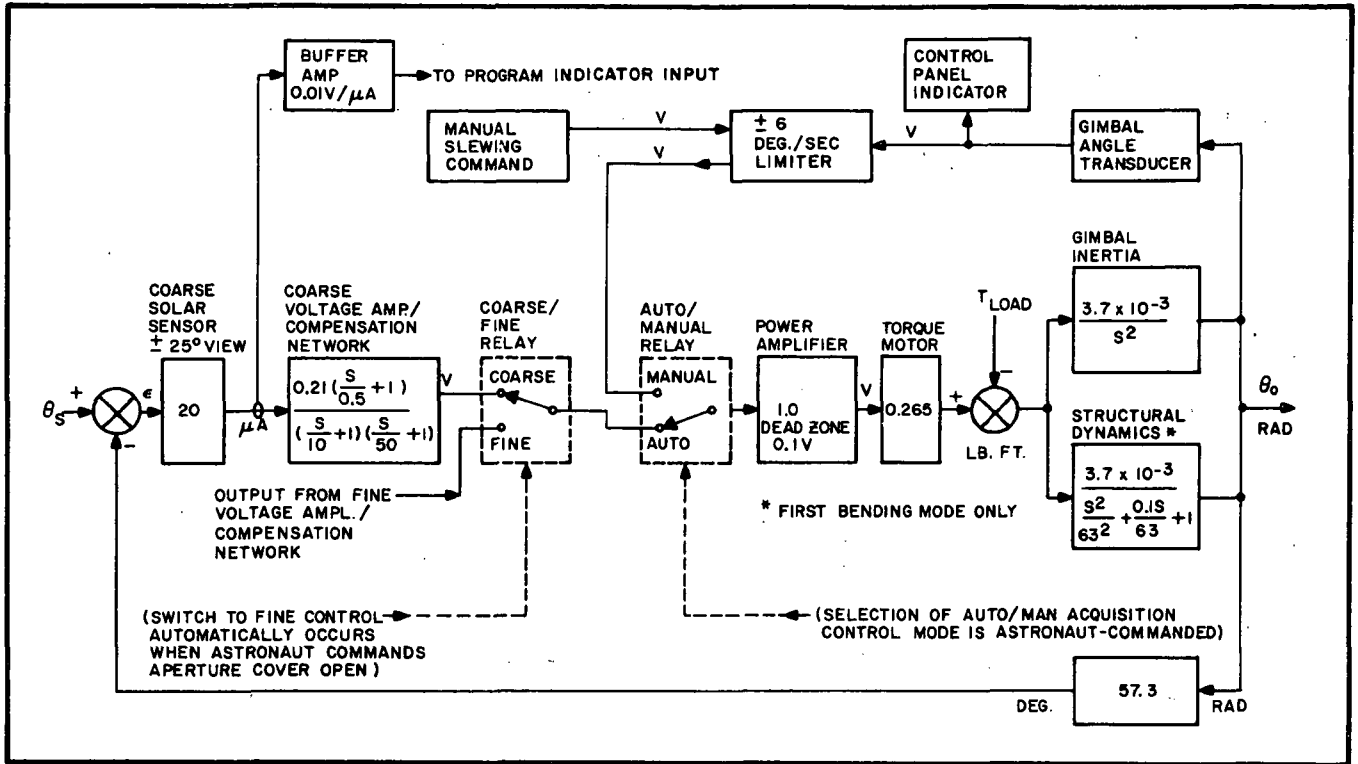 BUFFER
AMP
0.01V/μA
TO PROGRAM INDICATOR INPUT
MANUAL
SLEWING
COMMAND
V
V
± 6
DEG./SEC
LIMITER
V
CONTROL
PANEL
INDICATOR
GIMBAL
ANGLE
TRANSDUCER
COARSE
SOLAR
SENSOR
± 25° VIEW
COARSE
VOLTAGE AMP./
COMPENSATION
NETWORK
COARSE/
FINE
RELAY
AUTO/
MANUAL
RELAY
POWER
AMPLIFIER
TORQUE
MOTOR
T LOAD
GIMBAL
INERTIA
3.7 x 10⁻³
S²
θS
+
-
ϵ
20
μA
0.21(S/0.5 +1)
(S/10 +1)(S/50 +1)
V
COARSE
FINE
MANUAL
AUTO
1.0
DEAD ZONE
0.1V
V
0.265
+
-
LB. FT.
θ₀
RAD
STRUCTURAL
DYNAMICS *
3.7 x 10⁻³
S²/63² + 0.1S/63 +1
OUTPUT FROM FINE
VOLTAGE AMPL./
COMPENSATION
NETWORK
* FIRST BENDING MODE ONLY
(SWITCH TO FINE CONTROL
AUTOMATICALLY OCCURS
WHEN ASTRONAUT COMMANDS
APERTURE COVER OPEN)
(SELECTION OF AUTO/MAN ACQUISITION
CONTROL MODE IS ASTRONAUT-COMMANDED)
DEG.
57.3
RAD